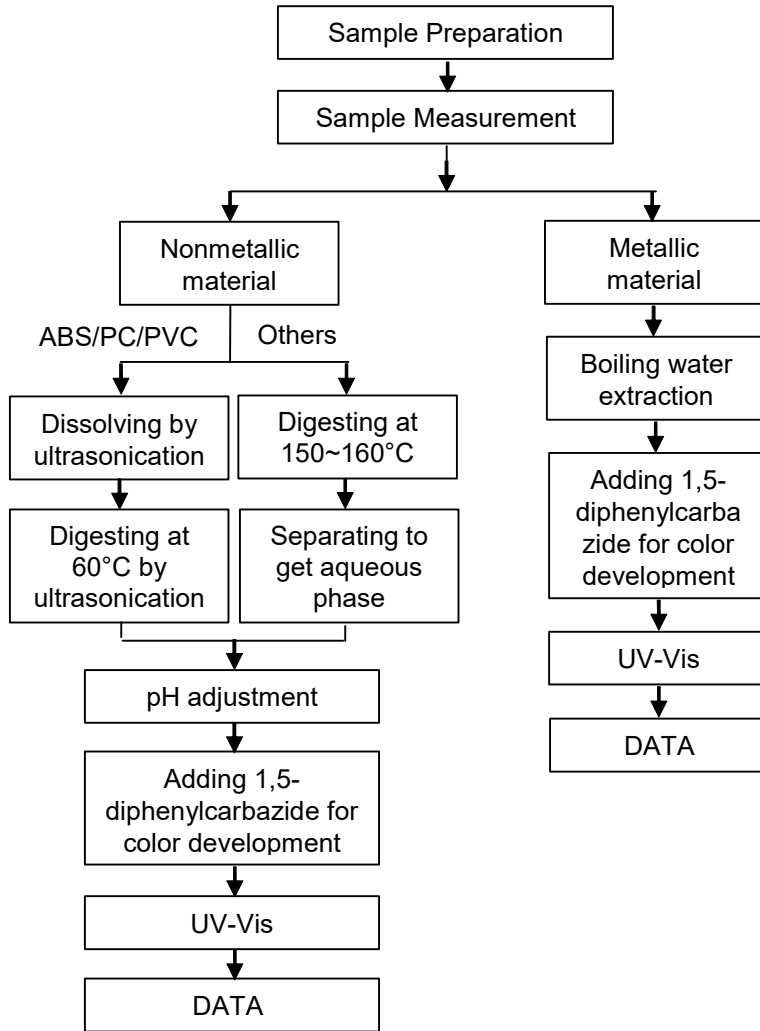 Sample Preparation
Sample Measurement
Nonmetallic
material
Metallic
material
ABS/PC/PVC
Others
Boiling water
extraction
Dissolving by
ultrasonication
Digesting at
150~160°C
Adding 1,5-
diphenylcarba
zide for color
development
Digesting at
60°C by
ultrasonication
Separating to
get aqueous
phase
UV-Vis
pH adjustment
DATA
Adding 1,5-
diphenylcarbazide for
color development
UV-Vis
DATA